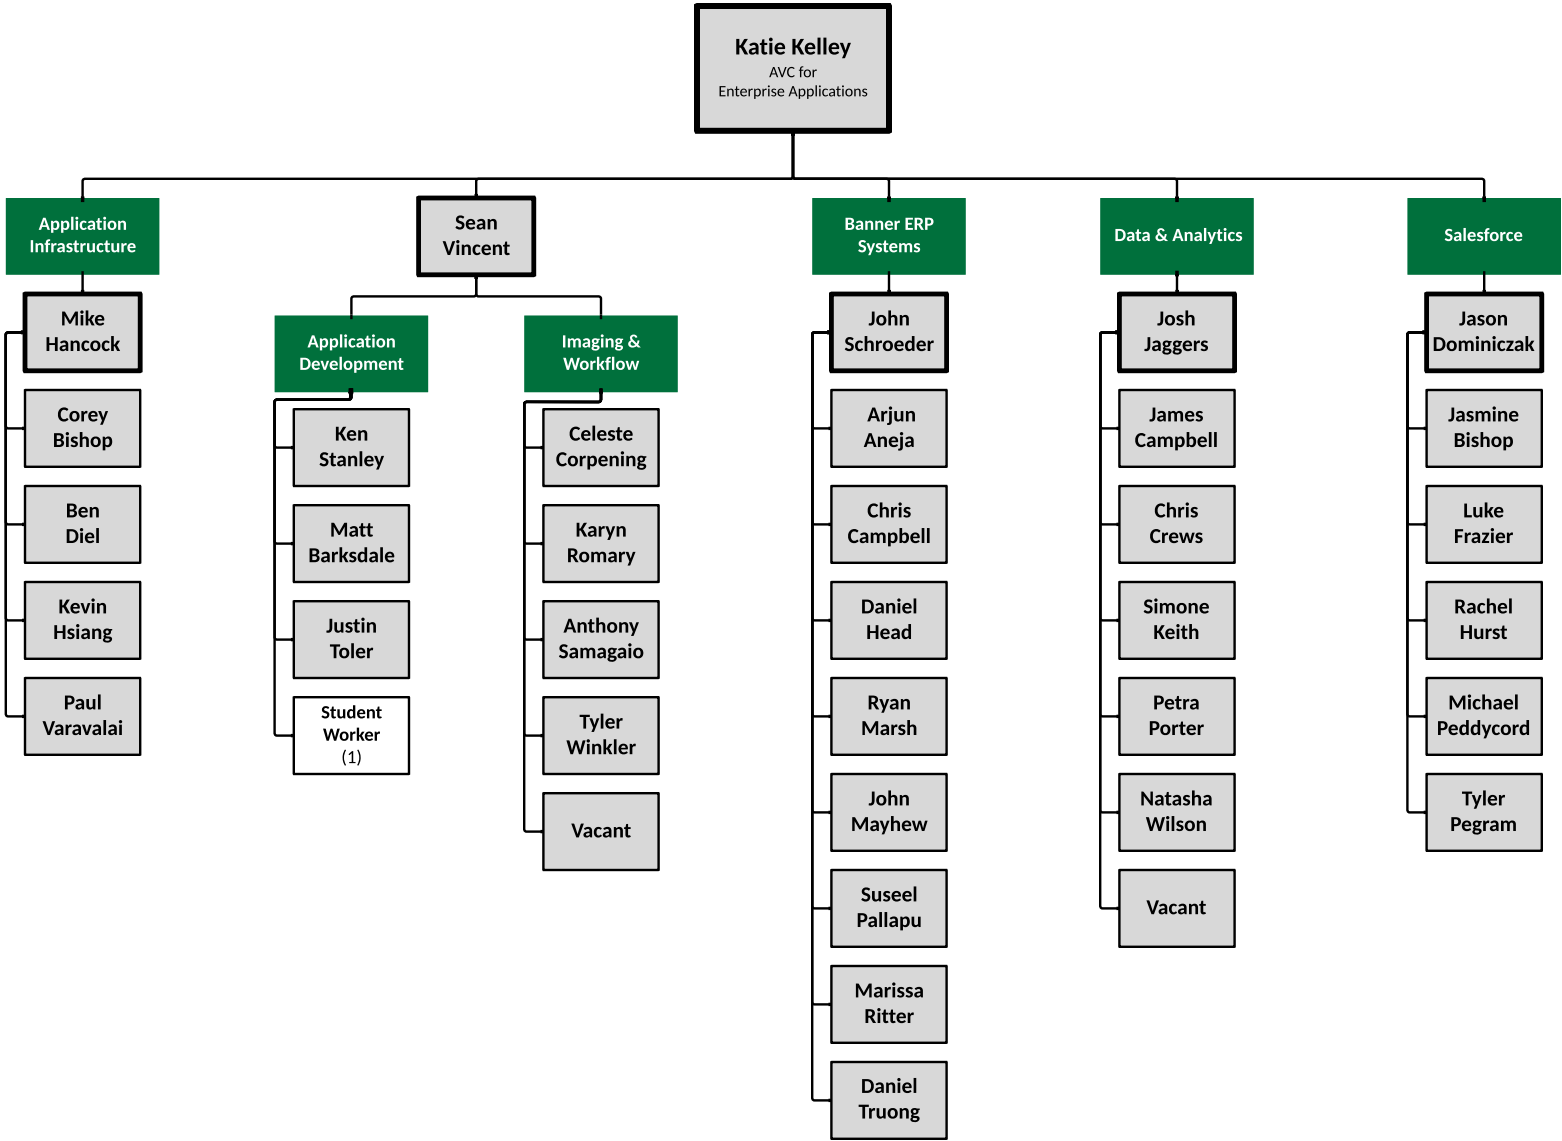 Katie Kelley
AVC for
Enterprise Applications
Application
Infrastructure
Mike
Hancock
Corey
Bishop
Ben
Diel
Kevin
Hsiang
Paul
Varavalai
Sean
Vincent
Application
Development
Ken
Stanley
Matt
Barksdale
Justin
Toler
Student
Worker
(1)
Imaging &
Workflow
Celeste
Corpening
Karyn
Romary
Anthony
Samagaio
Tyler
Winkler
Vacant
Banner ERP
Systems
John
Schroeder
Arjun
Aneja
Chris
Campbell
Daniel
Head
Ryan
Marsh
John
Mayhew
Suseel
Pallapu
Marissa
Ritter
Daniel
Truong
Data & Analytics
Josh
Jaggers
James
Campbell
Chris
Crews
Simone
Keith
Petra
Porter
Natasha
Wilson
Vacant
Salesforce
Jason
Dominiczak
Jasmine
Bishop
Luke
Frazier
Rachel
Hurst
Michael
Peddycord
Tyler
Pegram